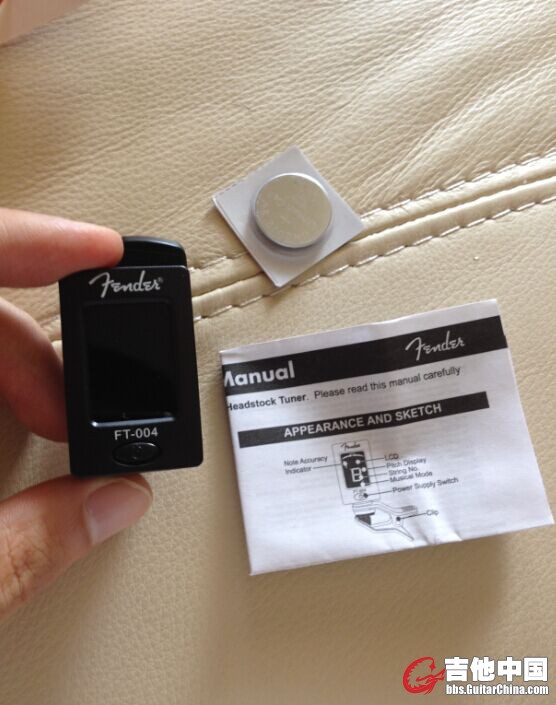 Fender®
FT-004
Manual
Fender
Headstock Tuner. Please read this manual carefully
APPEARANCE AND SKETCH
Note Accuracy
Indicator
Fender
B
LCD
Pitch Display
String No.
Musical Mode
Power Supply Switch
Clip
吉他中国
bbs.GuitarChina.com